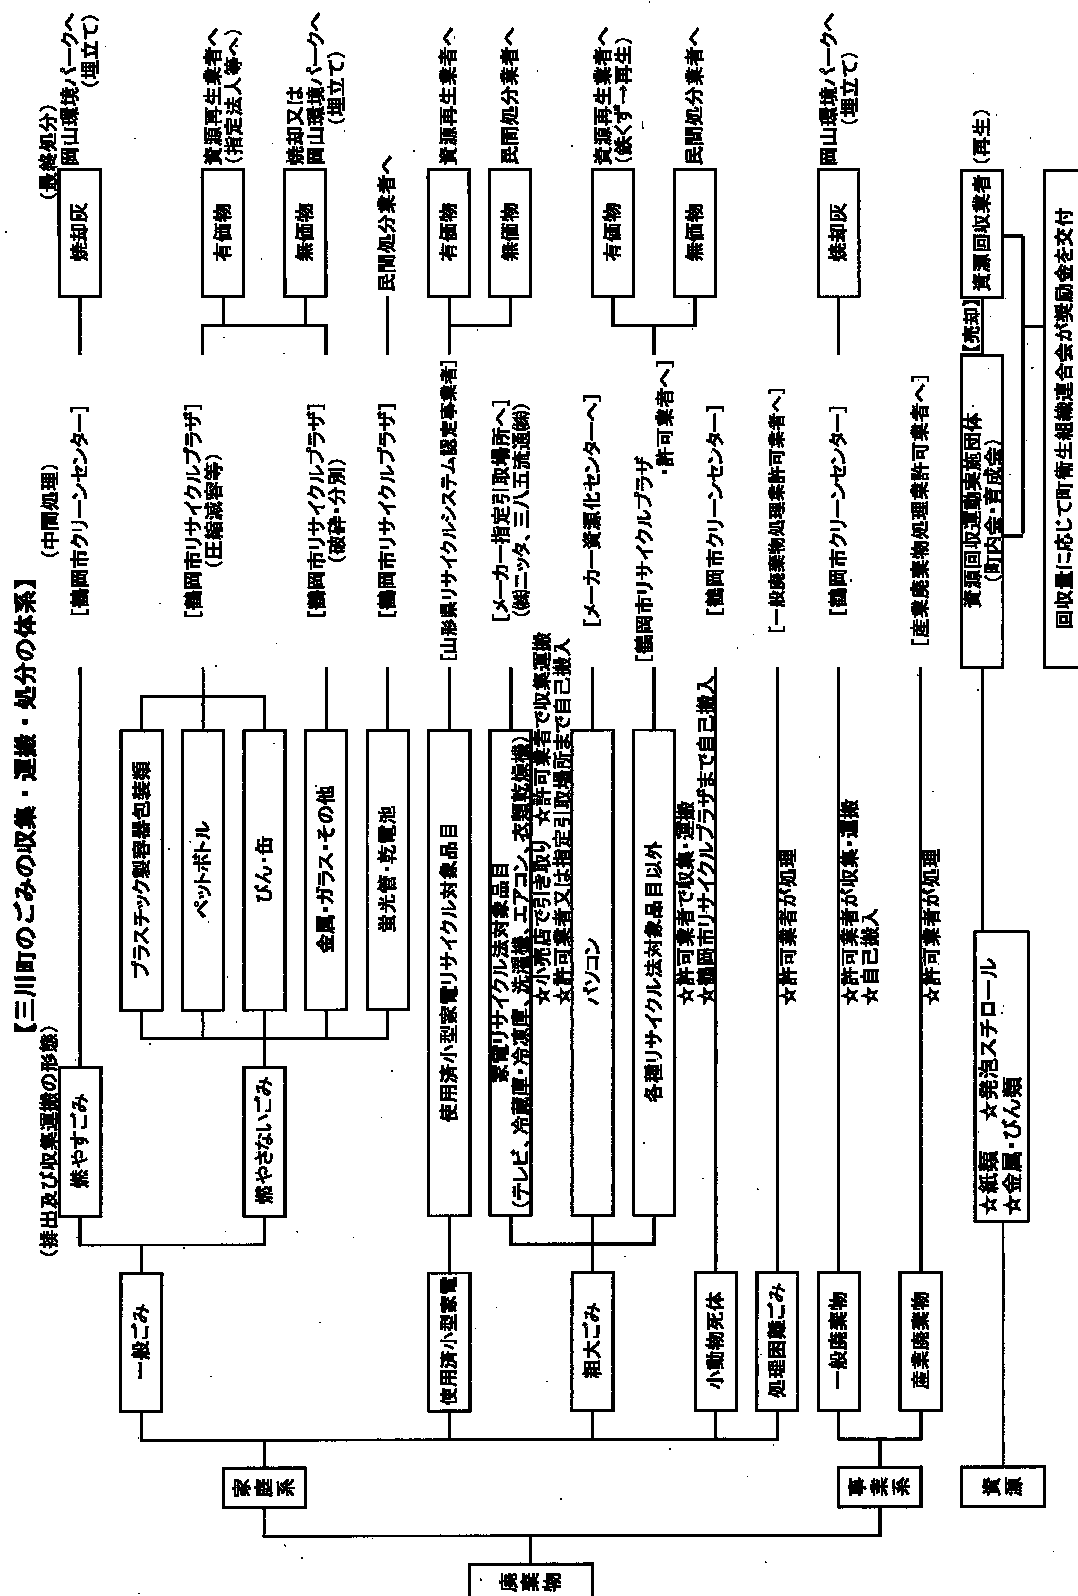 【三川町のごみの収集・運搬・処分の体系】
（排出及び収集運搬の形態）
（中間処理）
（最終処分）
廃棄物
家庭系
一般ごみ
燃やすごみ
［鶴岡市クリーンセンター］
焼却灰
岡山環境パークへ
（埋立て）
燃やさないごみ
プラスチック製容器包装類
ペットボトル
びん・缶
［鶴岡市リサイクルプラザ］
（圧縮減容等）
有価物
資源再生業者へ
（指定法人等へ）
金属・ガラス・その他
［鶴岡市リサイクルプラザ］
（破砕・分別）
無価物
焼却又は
岡山環境パークへ
（埋立て）
蛍光管・乾電池
［鶴岡市リサイクルプラザ］
民間処分業者へ
使用済小型家電
使用済小型家電リサイクル対象品目
［山形県リサイクルシステム認定事業者］
有価物
資源再生業者へ
無価物
民間処分業者へ
粗大ごみ
家電リサイクル法対象品目
（テレビ、冷蔵庫・冷凍庫、洗濯機、エアコン、衣類乾燥機）
☆小売店で引き取り　☆許可業者で収集運搬
☆許可業者又は指定引取場所まで自己搬入
［メーカー指定引取場所へ］
（㈱ニッタ、三八五流通㈱）
パソコン
［メーカー資源化センターへ］
各種リサイクル法対象品目以外
☆許可業者で収集・運搬
☆鶴岡市リサイクルプラザまで自己搬入
［鶴岡市リサイクルプラザ
・許可業者へ］
有価物
資源再生業者へ
（鉄くず→再生）
無価物
民間処分業者へ
小動物死体
［鶴岡市クリーンセンター］
処理困難ごみ
☆許可業者が処理
［一般廃棄物処理業許可業者へ］
事業系
一般廃棄物
☆許可業者が収集・運搬
☆自己搬入
［鶴岡市クリーンセンター］
焼却灰
岡山環境パークへ
（埋立て）
産業廃棄物
☆許可業者が処理
［産業廃棄物処理業許可業者へ］
資源
☆紙類　☆発泡スチロール
☆金属・びん類
資源回収運動実施団体
（町内会・育成会）
【売却】
資源回収業者
（再生）
回収量に応じて町衛生組織連合会が奨励金を交付